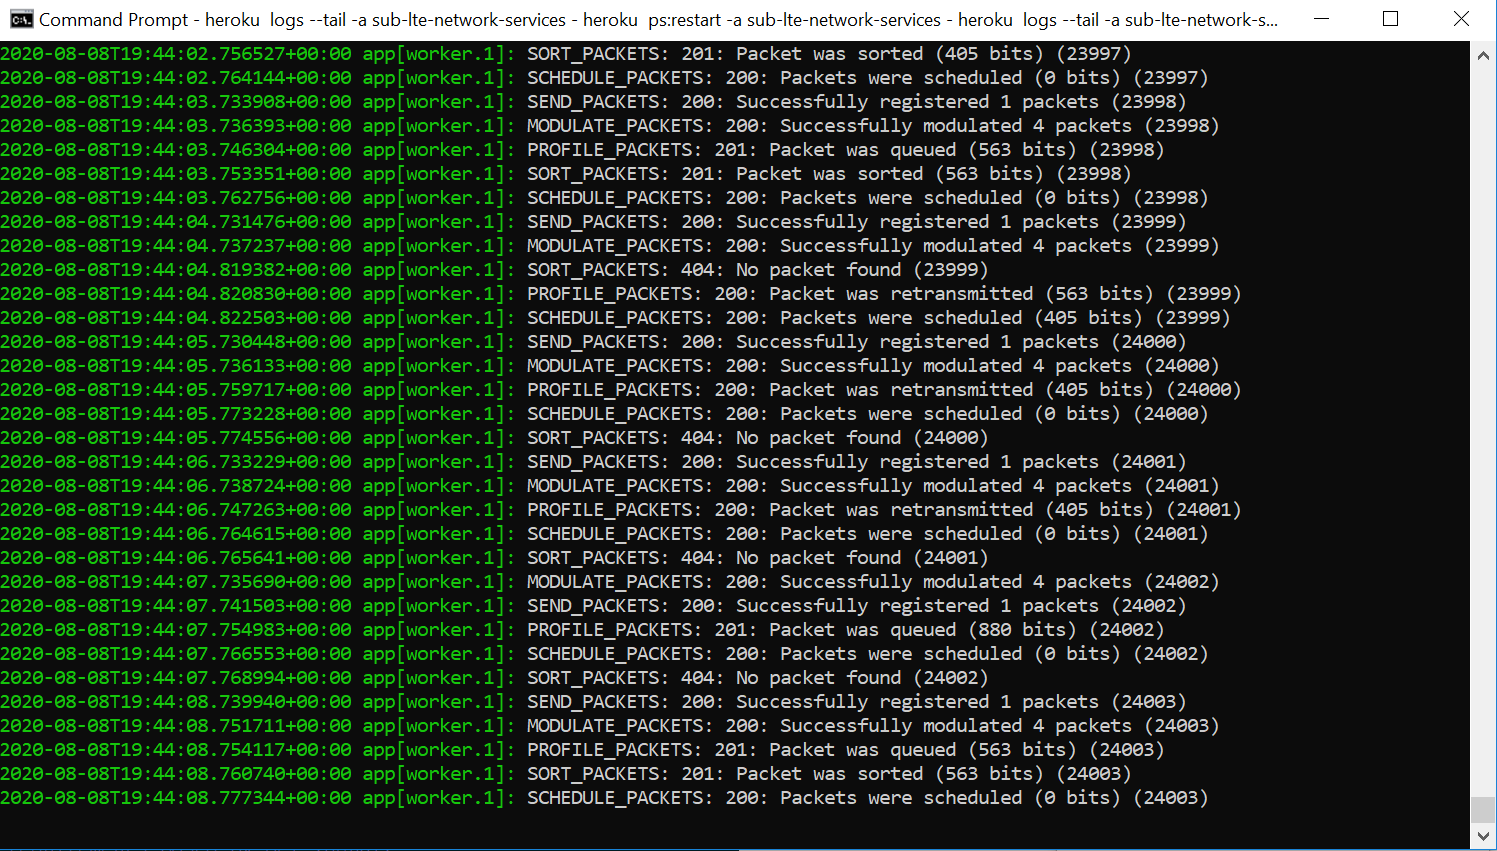 Command Prompt - heroku logs --tail -a sub-lte-network-services - heroku ps:restart -a sub-lte-network-services - heroku logs --tail -a sub-lte-network-s...
2020-08-08T19:44:02.756527+00:00 app[worker.1]: SORT_PACKETS: 201: Packet was sorted (405 bits) (23997)
2020-08-08T19:44:02.764144+00:00 app[worker.1]: SCHEDULE_PACKETS: 200: Packets were scheduled (0 bits) (23997)
2020-08-08T19:44:03.733908+00:00 app[worker.1]: SEND_PACKETS: 200: Successfully registered 1 packets (23998)
2020-08-08T19:44:03.736393+00:00 app[worker.1]: MODULATE_PACKETS: 200: Successfully modulated 4 packets (23998)
2020-08-08T19:44:03.746304+00:00 app[worker.1]: PROFILE_PACKETS: 201: Packet was queued (563 bits) (23998)
2020-08-08T19:44:03.753351+00:00 app[worker.1]: SORT_PACKETS: 201: Packet was sorted (563 bits) (23998)
2020-08-08T19:44:03.762756+00:00 app[worker.1]: SCHEDULE_PACKETS: 200: Packets were scheduled (0 bits) (23998)
2020-08-08T19:44:04.731476+00:00 app[worker.1]: SEND_PACKETS: 200: Successfully registered 1 packets (23999)
2020-08-08T19:44:04.737237+00:00 app[worker.1]: MODULATE_PACKETS: 200: Successfully modulated 4 packets (23999)
2020-08-08T19:44:04.819382+00:00 app[worker.1]: SORT_PACKETS: 404: No packet found (23999)
2020-08-08T19:44:04.820830+00:00 app[worker.1]: PROFILE_PACKETS: 200: Packet was retransmitted (563 bits) (23999)
2020-08-08T19:44:04.822503+00:00 app[worker.1]: SCHEDULE_PACKETS: 200: Packets were scheduled (405 bits) (23999)
2020-08-08T19:44:05.730448+00:00 app[worker.1]: SEND_PACKETS: 200: Successfully registered 1 packets (24000)
2020-08-08T19:44:05.736133+00:00 app[worker.1]: MODULATE_PACKETS: 200: Successfully modulated 4 packets (24000)
2020-08-08T19:44:05.759717+00:00 app[worker.1]: PROFILE_PACKETS: 200: Packet was retransmitted (405 bits) (24000)
2020-08-08T19:44:05.773228+00:00 app[worker.1]: SCHEDULE_PACKETS: 200: Packets were scheduled (0 bits) (24000)
2020-08-08T19:44:05.774556+00:00 app[worker.1]: SORT_PACKETS: 404: No packet found (24000)
2020-08-08T19:44:06.733229+00:00 app[worker.1]: SEND_PACKETS: 200: Successfully registered 1 packets (24001)
2020-08-08T19:44:06.738724+00:00 app[worker.1]: MODULATE_PACKETS: 200: Successfully modulated 4 packets (24001)
2020-08-08T19:44:06.747263+00:00 app[worker.1]: PROFILE_PACKETS: 200: Packet was retransmitted (405 bits) (24001)
2020-08-08T19:44:06.764615+00:00 app[worker.1]: SCHEDULE_PACKETS: 200: Packets were scheduled (0 bits) (24001)
2020-08-08T19:44:06.765641+00:00 app[worker.1]: SORT_PACKETS: 404: No packet found (24001)
2020-08-08T19:44:07.735690+00:00 app[worker.1]: MODULATE_PACKETS: 200: Successfully modulated 4 packets (24002)
2020-08-08T19:44:07.741503+00:00 app[worker.1]: SEND_PACKETS: 200: Successfully registered 1 packets (24002)
2020-08-08T19:44:07.754983+00:00 app[worker.1]: PROFILE_PACKETS: 201: Packet was queued (880 bits) (24002)
2020-08-08T19:44:07.766553+00:00 app[worker.1]: SCHEDULE_PACKETS: 200: Packets were scheduled (0 bits) (24002)
2020-08-08T19:44:07.768994+00:00 app[worker.1]: SORT_PACKETS: 404: No packet found (24002)
2020-08-08T19:44:08.739940+00:00 app[worker.1]: SEND_PACKETS: 200: Successfully registered 1 packets (24003)
2020-08-08T19:44:08.751711+00:00 app[worker.1]: MODULATE_PACKETS: 200: Successfully modulated 4 packets (24003)
2020-08-08T19:44:08.754117+00:00 app[worker.1]: PROFILE_PACKETS: 201: Packet was queued (563 bits) (24003)
2020-08-08T19:44:08.760740+00:00 app[worker.1]: SORT_PACKETS: 201: Packet was sorted (563 bits) (24003)
2020-08-08T19:44:08.777344+00:00 app[worker.1]: SCHEDULE_PACKETS: 200: Packets were scheduled (0 bits) (24003)